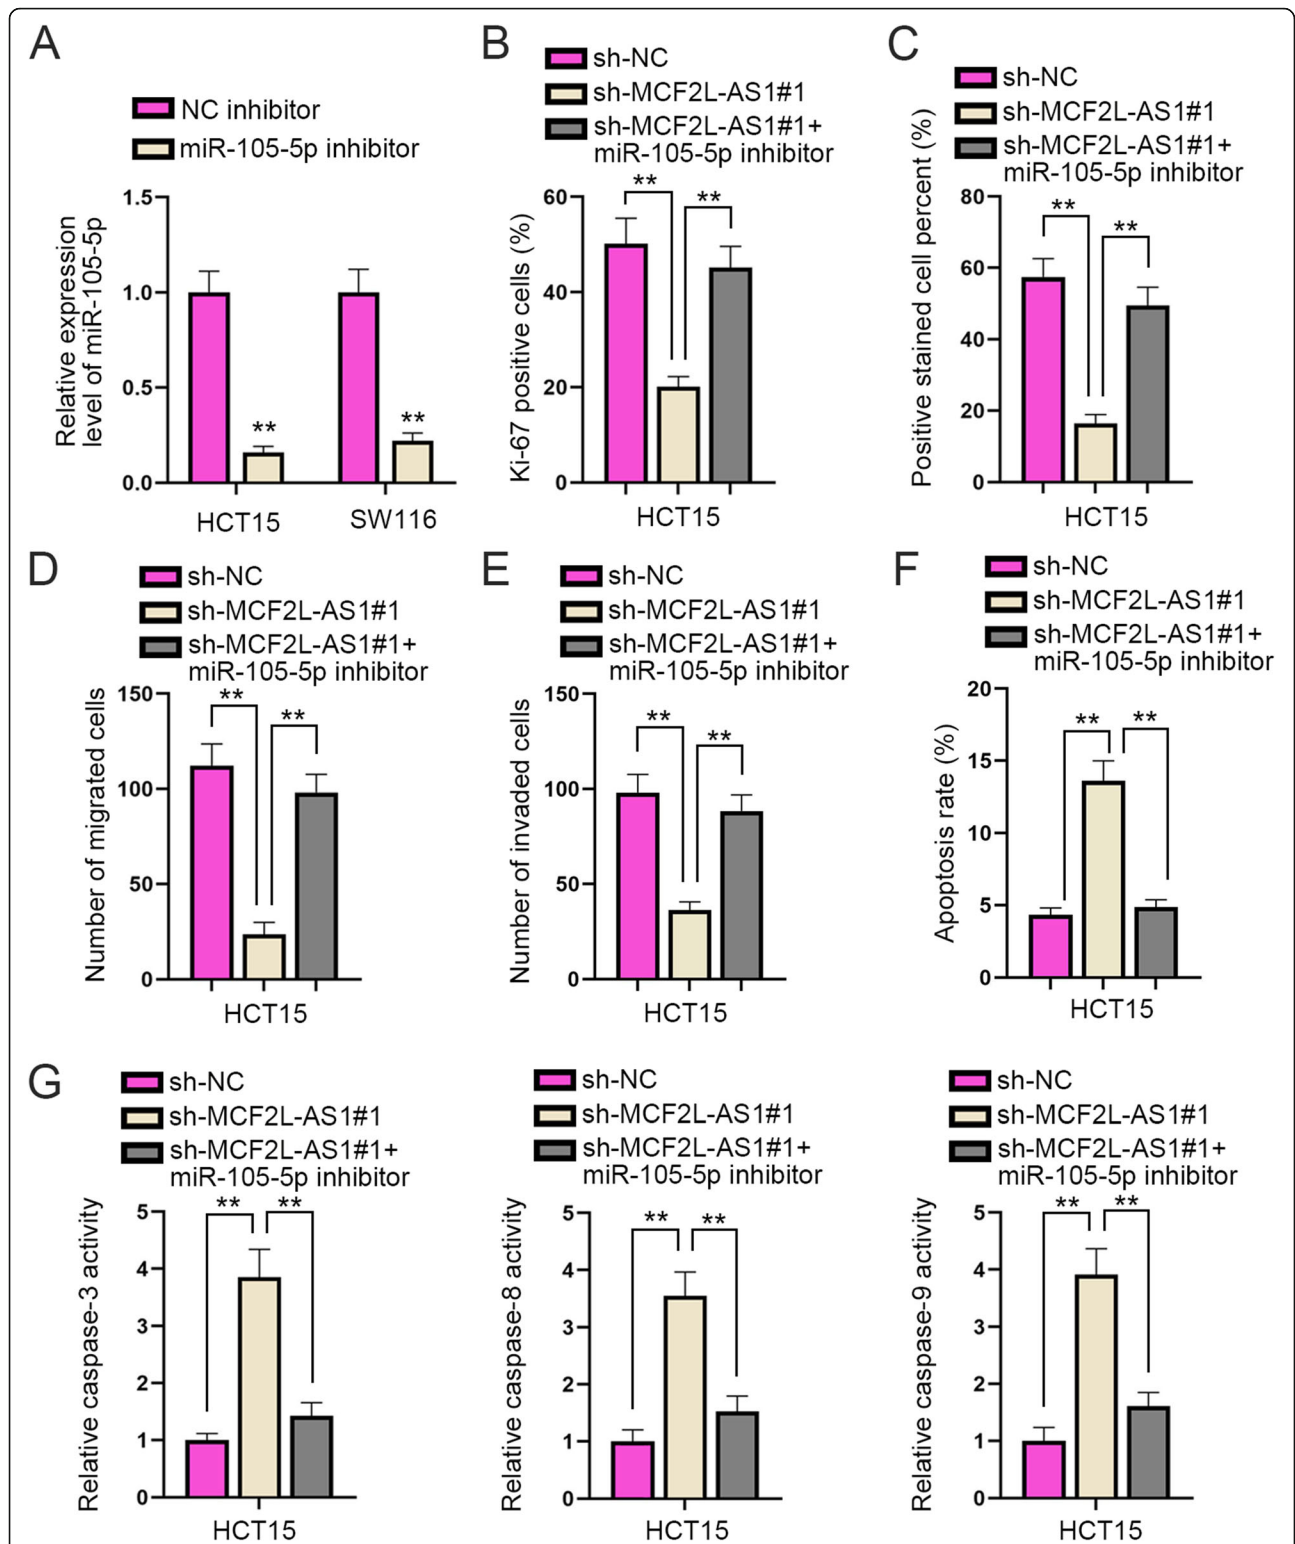 A
NC inhibitor
miR-105-5p inhibitor
Relative expression
level of miR-105-5p
1.5
1.0
0.5
0.0
**
**
HCT15
SW116
B
sh-NC
sh-MCF2L-AS1#1
sh-MCF2L-AS1#1+
miR-105-5p inhibitor
Ki-67 positive cells (%)
60
40
20
0
**
**
HCT15
C
sh-NC
sh-MCF2L-AS1#1
sh-MCF2L-AS1#1+
miR-105-5p inhibitor
Positive stained cell percent (%)
80
60
40
20
0
**
**
HCT15
D
sh-NC
sh-MCF2L-AS1#1
sh-MCF2L-AS1#1+
miR-105-5p inhibitor
Number of migrated cells
150
100
50
0
**
**
HCT15
E
sh-NC
sh-MCF2L-AS1#1
sh-MCF2L-AS1#1+
miR-105-5p inhibitor
Number of invaded cells
150
100
50
0
**
**
HCT15
F
sh-NC
sh-MCF2L-AS1#1
sh-MCF2L-AS1#1+
miR-105-5p inhibitor
Apoptosis rate (%)
20
15
10
5
0
**
**
HCT15
G
sh-NC
sh-MCF2L-AS1#1
sh-MCF2L-AS1#1+
miR-105-5p inhibitor
Relative caspase-3 activity
5
4
3
2
1
0
**
**
HCT15
sh-NC
sh-MCF2L-AS1#1
sh-MCF2L-AS1#1+
miR-105-5p inhibitor
Relative caspase-8 activity
5
4
3
2
1
0
**
**
HCT15
sh-NC
sh-MCF2L-AS1#1
sh-MCF2L-AS1#1+
miR-105-5p inhibitor
Relative caspase-9 activity
5
4
3
2
1
0
**
**
HCT15